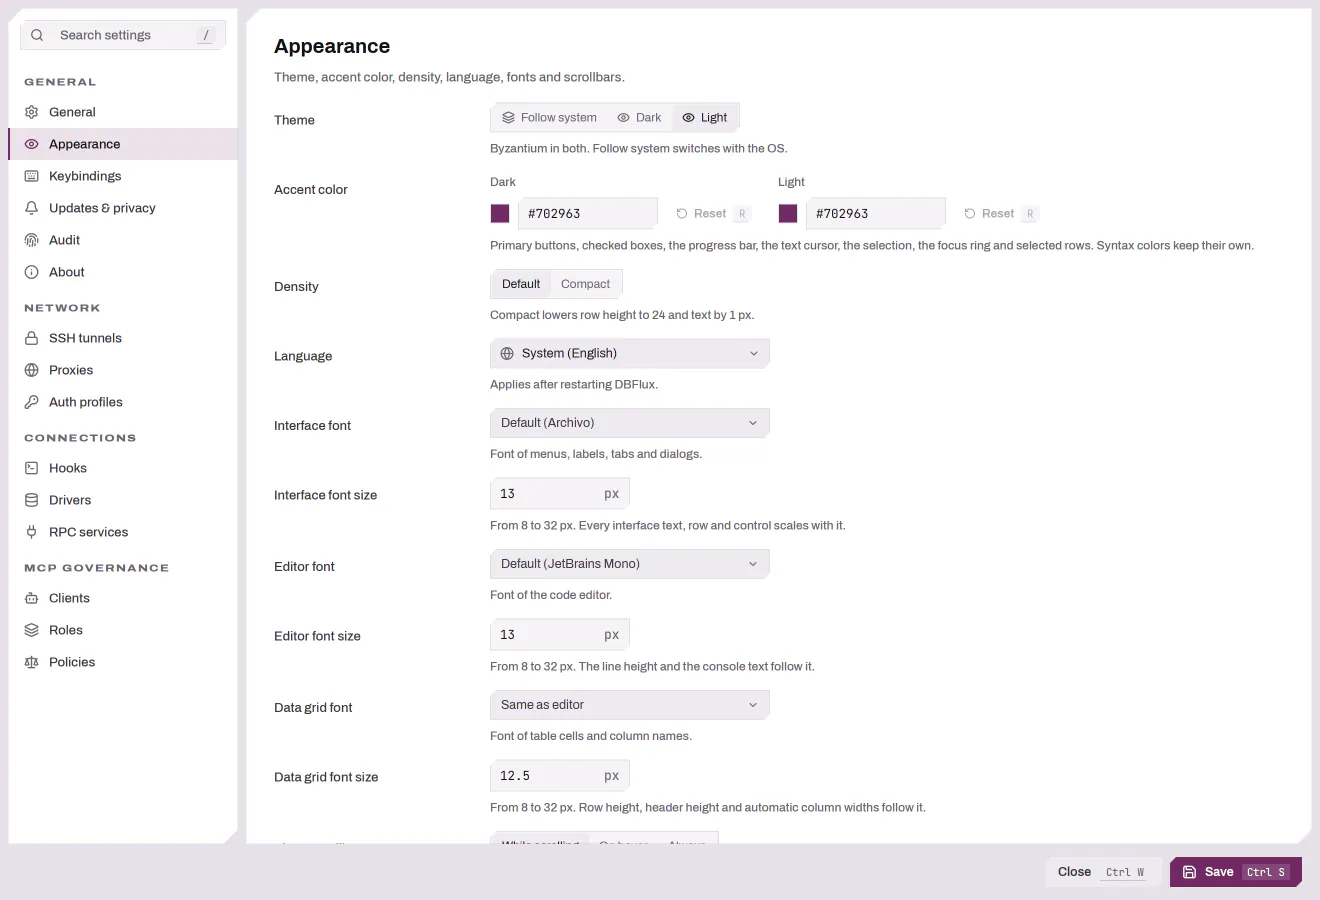 Search settings /
GENERAL
General
Appearance
Keybindings
Updates & privacy
Audit
About
NETWORK
SSH tunnels
Proxies
Auth profiles
CONNECTIONS
Hooks
Drivers
RPC services
MCP GOVERNANCE
Clients
Roles
Policies
Appearance
Theme, accent color, density, language, fonts and scrollbars.
Theme
Follow system Dark Light
Byzantium in both. Follow system switches with the OS.
Accent color
Dark Light
#702963 Reset R #702963 Reset R
Primary buttons, checked boxes, the progress bar, the text cursor, the selection, the focus ring and selected rows. Syntax colors keep their own.
Density
Default Compact
Compact lowers row height to 24 and text by 1 px.
Language
System (English)
Applies after restarting DBFlux.
Interface font
Default (Archivo)
Font of menus, labels, tabs and dialogs.
Interface font size
13 px
From 8 to 32 px. Every interface text, row and control scales with it.
Editor font
Default (JetBrains Mono)
Font of the code editor.
Editor font size
13 px
From 8 to 32 px. The line height and the console text follow it.
Data grid font
Same as editor
Font of table cells and column names.
Data grid font size
12.5 px
From 8 to 32 px. Row height, header height and automatic column widths follow it.
While scrolling On hover Always
Close Ctrl W Save Ctrl S